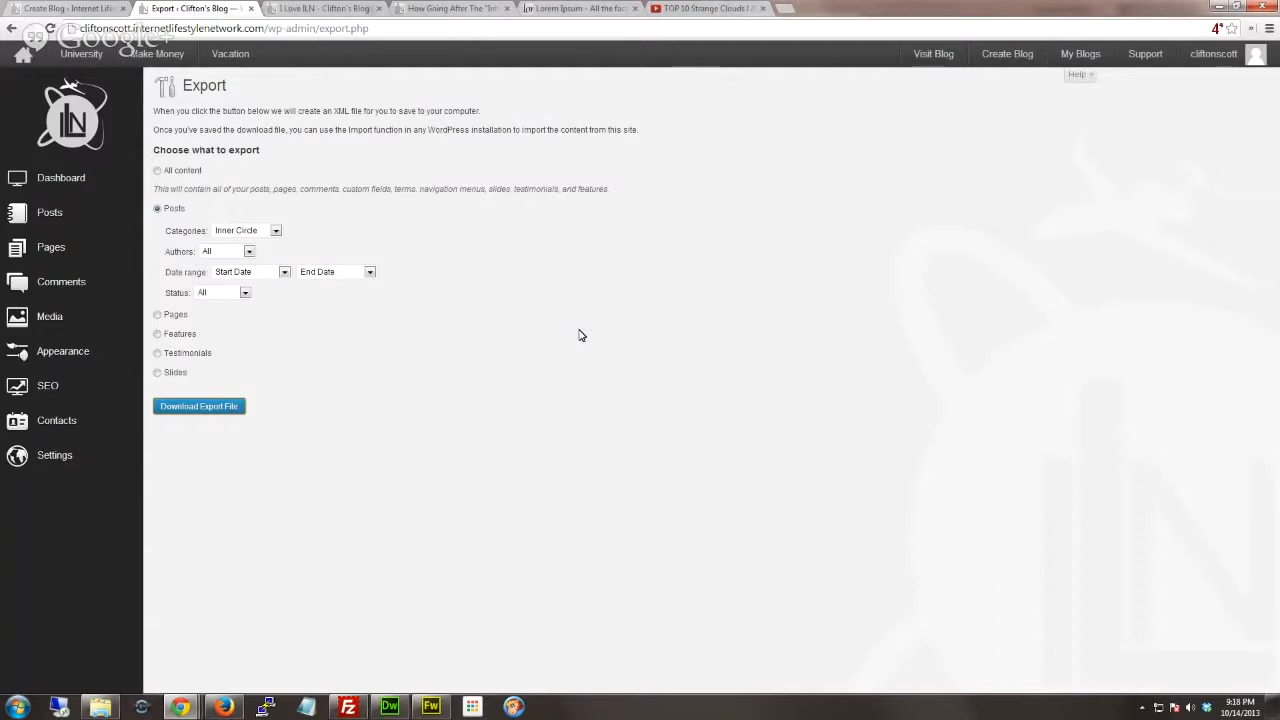 Create Blog - Internet Lifes
Export ‹ Clifton's Blog —
I Love ILN - Clifton's Blog
How Going After The "Int
Lorem Ipsum - All the fact
TOP 10 Strange Clouds
cliftonscott.internetlifestylenetwork.com/wp-admin/export.php
Google+
University
Make Money
Vacation
Visit Blog
Create Blog
My Blogs
Support
cliftonscott
Help
ILN
Export
When you click the button below we will create an XML file for you to save to your computer.
Once you've saved the download file, you can use the Import function in any WordPress installation to import the content from this site.
Choose what to export
All content
This will contain all of your posts, pages, comments, custom fields, terms, navigation menus, slides, testimonials, and features.
Posts
Categories: Inner Circle
Authors: All
Date range: Start Date End Date
Status: All
Pages
Features
Testimonials
Slides
Download Export File
Dashboard
Posts
Pages
Comments
Media
Appearance
SEO
Contacts
Settings
Fz
Dw
Fw
9:18 PM
10/14/2013